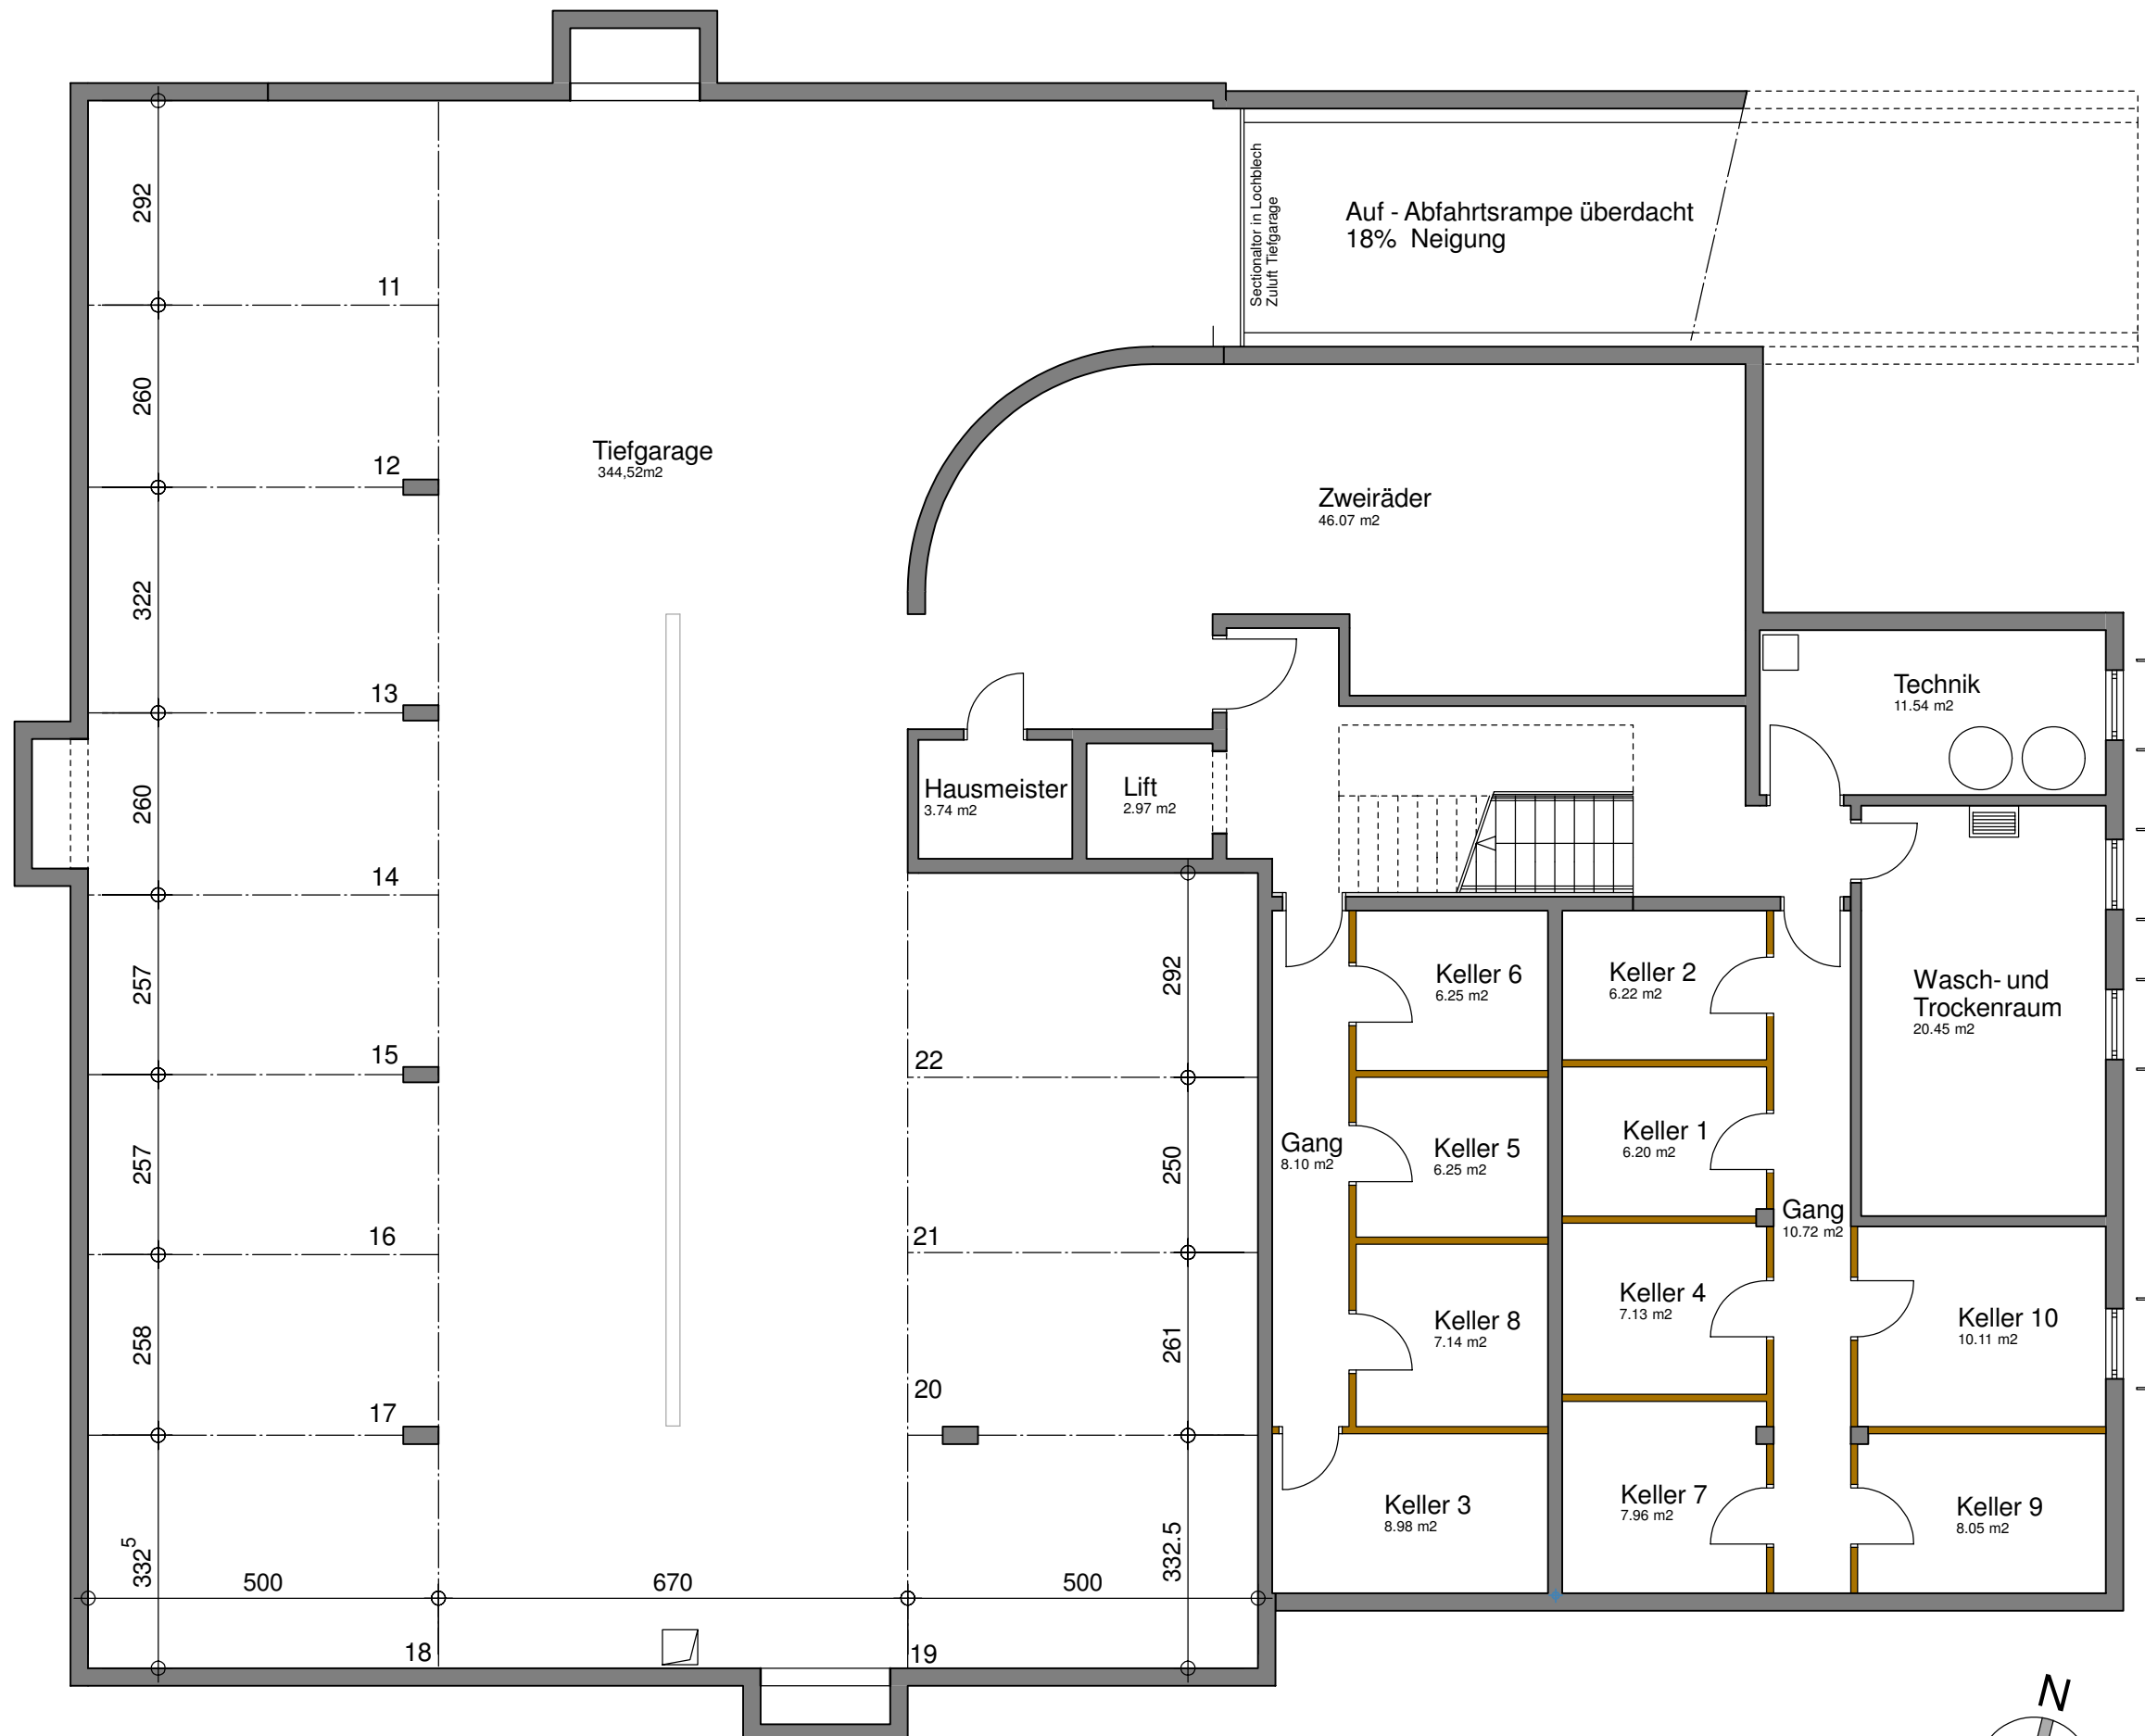 Sectionaltor in Lochblech
Zuluft Tiefgarage
Auf - Abfahrtsrampe überdacht
18% Neigung
292
11
260
12
Tiefgarage
344,52m2
Zweiräder
46.07 m2
322
13
Technik
11.54 m2
Hausmeister
3.74 m2
Lift
2.97 m2
260
14
257
15
292
22
Keller 6
6.25 m2
Keller 2
6.22 m2
Wasch- und
Trockenraum
20.45 m2
257
16
250
21
Gang
8.10 m2
Keller 5
6.25 m2
Keller 1
6.20 m2
Gang
10.72 m2
258
17
261
20
Keller 8
7.14 m2
Keller 4
7.13 m2
Keller 10
10.11 m2
332⁵
332.5
Keller 3
8.98 m2
Keller 7
7.96 m2
Keller 9
8.05 m2
500
670
500
18
19
N